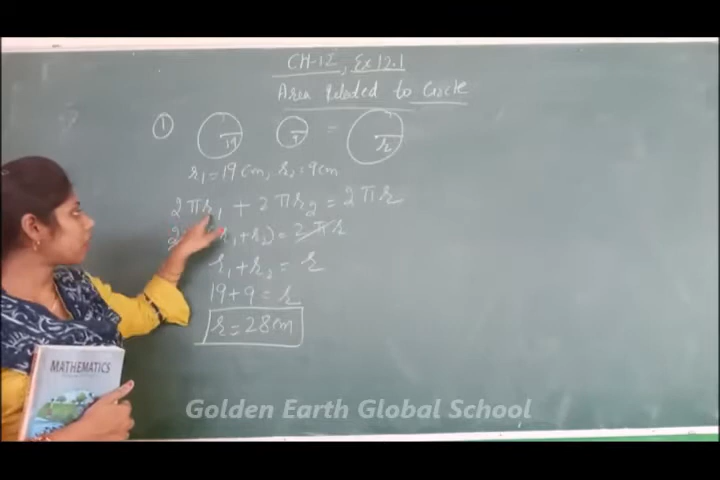 CH-12, Ex 12.1
Area Related to Circle
① 19 9 = r
r₁ = 19 cm, r₂ = 9 cm
2πr₁ + 2πr₂ = 2πr
r₁ + r₂) = 2πr
r₁ + r₂ = r
19 + 9 = r
r = 28 cm
MATHEMATICS
Golden Earth Global School